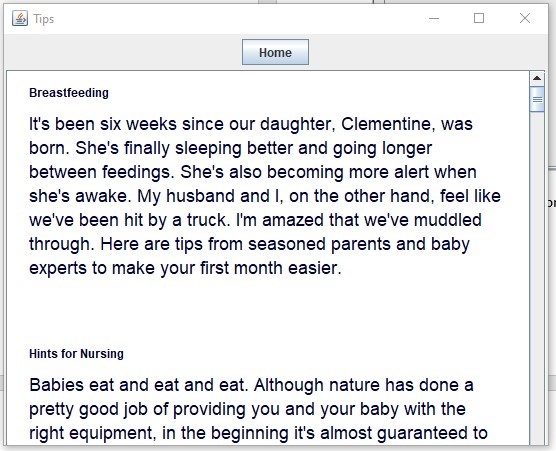 Tips
Home
Breastfeeding
It's been six weeks since our daughter, Clementine, was
born. She's finally sleeping better and going longer
between feedings. She's also becoming more alert when
she's awake. My husband and I, on the other hand, feel like
we've been hit by a truck. I'm amazed that we've muddled
through. Here are tips from seasoned parents and baby
experts to make your first month easier.
Hints for Nursing
Babies eat and eat and eat. Although nature has done a
pretty good job of providing you and your baby with the
right equipment, in the beginning it's almost guaranteed to